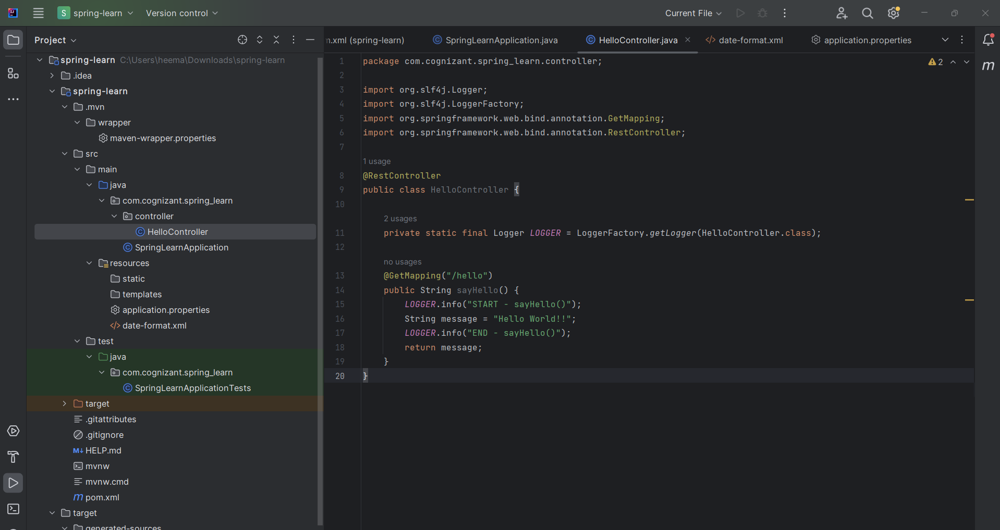 S spring-learn Version control Current File
Project
spring-learn C:\Users\heema\Downloads\spring-learn
.idea
spring-learn
.mvn
wrapper
maven-wrapper.properties
src
main
java
com.cognizant.spring_learn
controller
HelloController
SpringLearnApplication
resources
static
templates
application.properties
date-format.xml
test
java
com.cognizant.spring_learn
SpringLearnApplicationTests
target
.gitattributes
.gitignore
HELP.md
mvnw
mvnw.cmd
pom.xml
target
generated-sources
.xml (spring-learn) SpringLearnApplication.java HelloController.java date-format.xml application.properties
2
1 package com.cognizant.spring_learn.controller;
2
3 import org.slf4j.Logger;
4 import org.slf4j.LoggerFactory;
5 import org.springframework.web.bind.annotation.GetMapping;
6 import org.springframework.web.bind.annotation.RestController;
7
1 usage
8 @RestController
9 public class HelloController {
10
2 usages
11 private static final Logger LOGGER = LoggerFactory.getLogger(HelloController.class);
12
no usages
13 @GetMapping("/hello")
14 public String sayHello() {
15 LOGGER.info("START - sayHello()");
16 String message = "Hello World!!";
17 LOGGER.info("END - sayHello()");
18 return message;
19 }
20 }